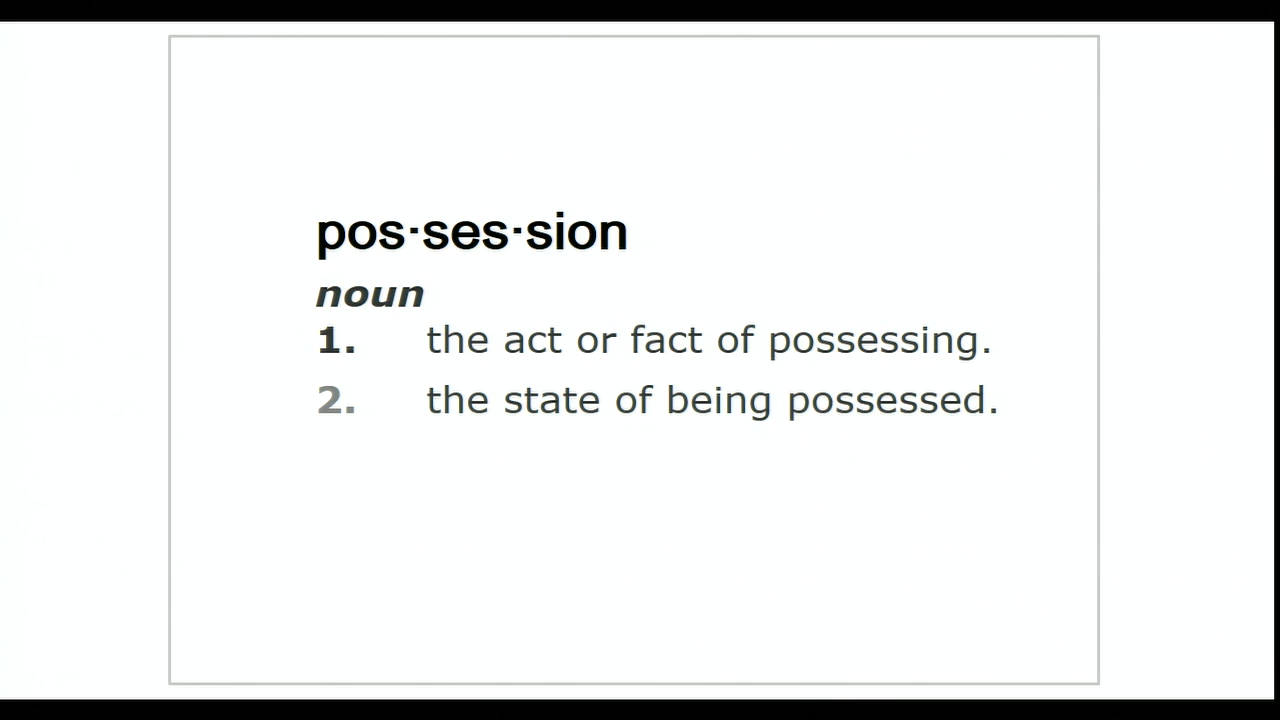 pos·ses·sion
noun
1. the act or fact of possessing.
2. the state of being possessed.